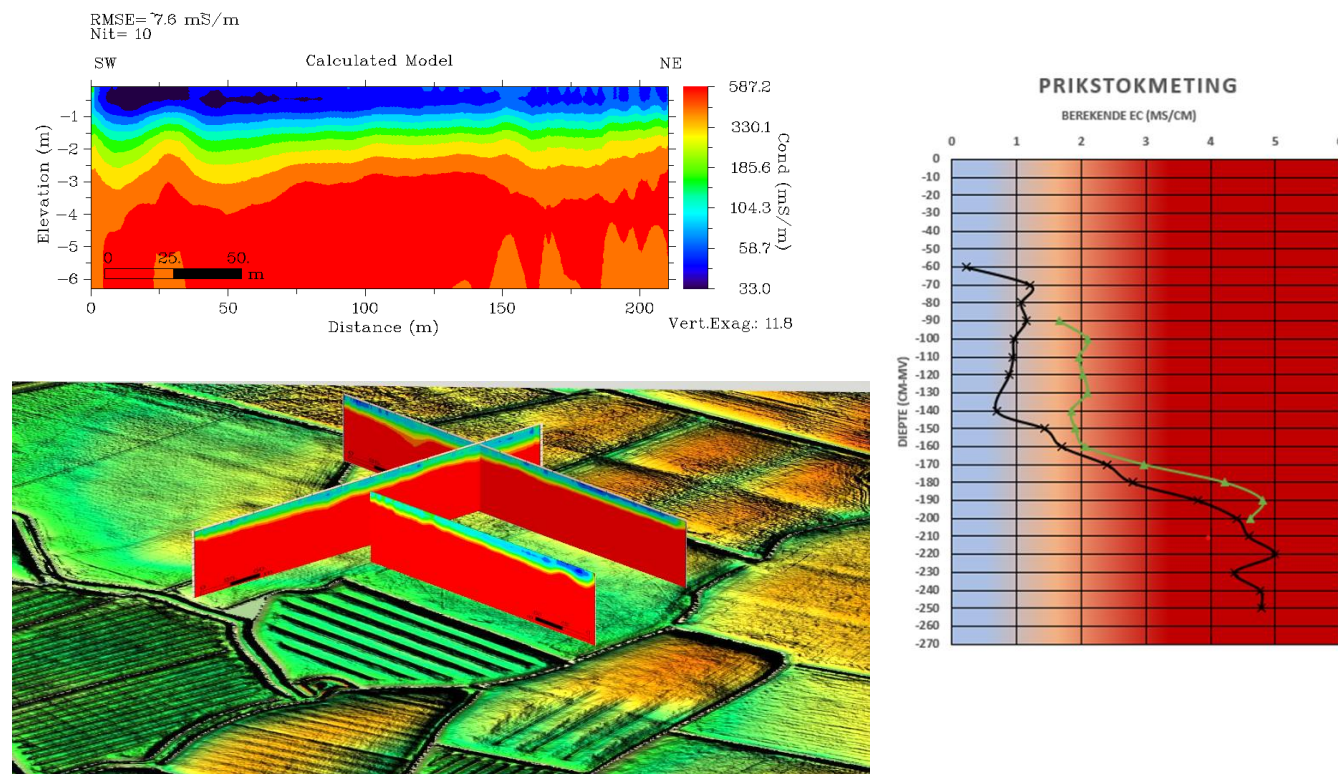 RMSE= 7.6 mS/m
Nit= 10
SW Calculated Model NE
Elevation (m)
-1
-2
-3
-4
-5
-6
0 25. 50.
m
0 50 100 150 200
Distance (m)
Vert.Exag.: 11.8
587.2
330.1
185.6
104.3
58.7
33.0
Cond (mS/m)
PRIKSTOKMETING
BEREKENDE EC (MS/CM)
0 1 2 3 4 5 6
DIEPTE (CM-MV)
0
-10
-20
-30
-40
-50
-60
-70
-80
-90
-100
-110
-120
-130
-140
-150
-160
-170
-180
-190
-200
-210
-220
-230
-240
-250
-260
-270